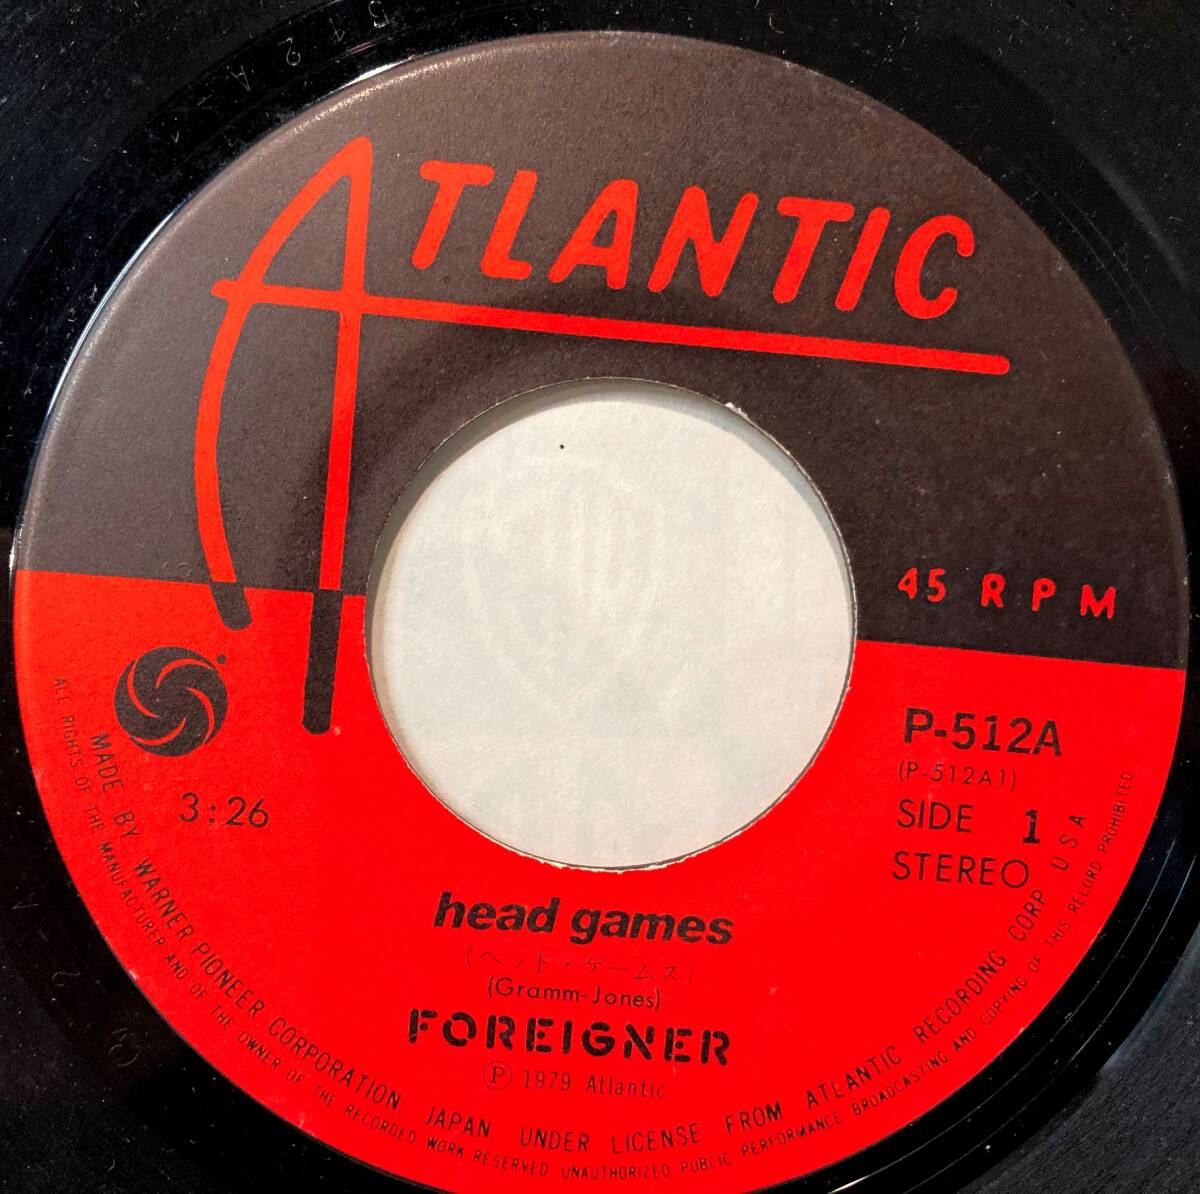 ATLANTIC
45 RPM
P-512A
(P-512A1)
SIDE 1
STEREO
3:26
head games
(ヘッド・ゲームス)
(Gramm-Jones)
FOREIGNER
Ⓟ 1979 Atlantic
MADE BY WARNER PIONEER CORPORATION, JAPAN, UNDER LICENSE FROM ATLANTIC RECORDING CORP USA
ALL RIGHTS OF THE MANUFACTURER AND OF THE OWNER OF THE RECORDED WORK RESERVED UNAUTHORIZED PUBLIC PERFORMANCE BROADCASTING AND COPYING OF THIS RECORD PROHIBITED